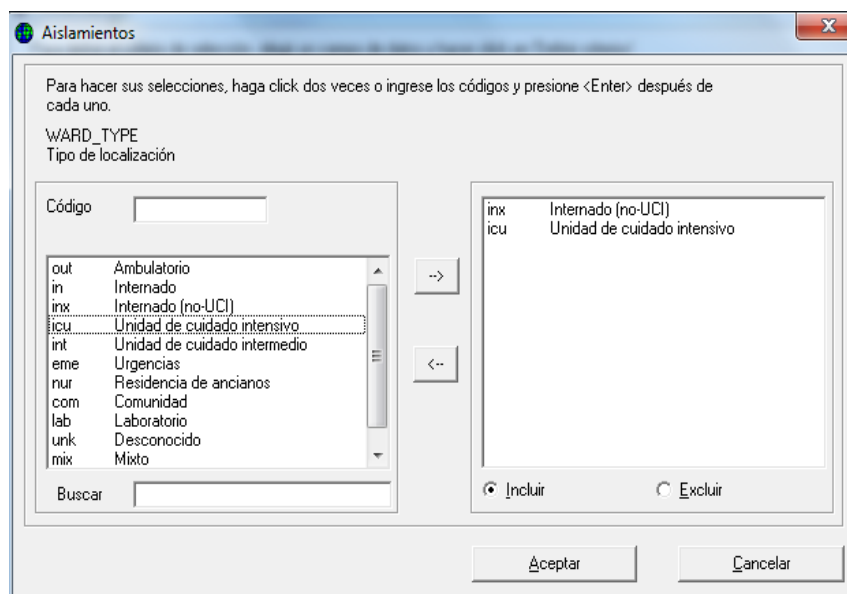 Aislamientos
Para hacer sus selecciones, haga click dos veces o ingrese los códigos y presione <Enter> después de
cada uno.
WARD_TYPE
Tipo de localización
Código
out Ambulatorio
in Internado
inx Internado (no-UCI)
icu Unidad de cuidado intensivo
int Unidad de cuidado intermedio
eme Urgencias
nur Residencia de ancianos
com Comunidad
lab Laboratorio
unk Desconocido
mix Mixto
Buscar
-->
<--
inx Internado (no-UCI)
icu Unidad de cuidado intensivo
Incluir
Excluir
Aceptar
Cancelar